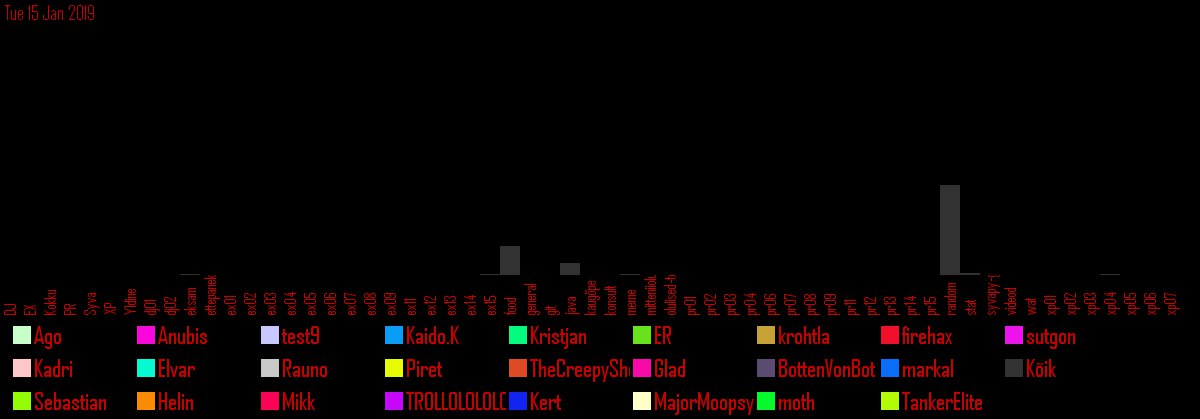 Tue 15 Jan 2019
DJ EX Kokku PR Syva XP Yldine dj01 dj02 eksam ettepanek ex01 ex02 ex03 ex04 ex05 ex06 ex07 ex08 ex09 ex11 ex12 ex13 ex14 ex15 food general git java kaugõpe konsult meme mitteniiol olulised-t pr01 pr02 pr03 pr04 pr06 pr07 pr08 pr09 pr11 pr12 pr13 pr14 pr15 random stat syvapy-g videod wat xp01 xp02 xp03 xp04 xp05 xp06 xp07
Ago Anubis test9 Kaido.K Kristjan ER krohtla firehax sutgon
Kadri Elvar Rauno Piret TheCreepySh Glad BottenVonBot markal Kõik
Sebastian Helin Mikk TROLLOLOLOLO Kert MajorMoopsy moth TankerElite